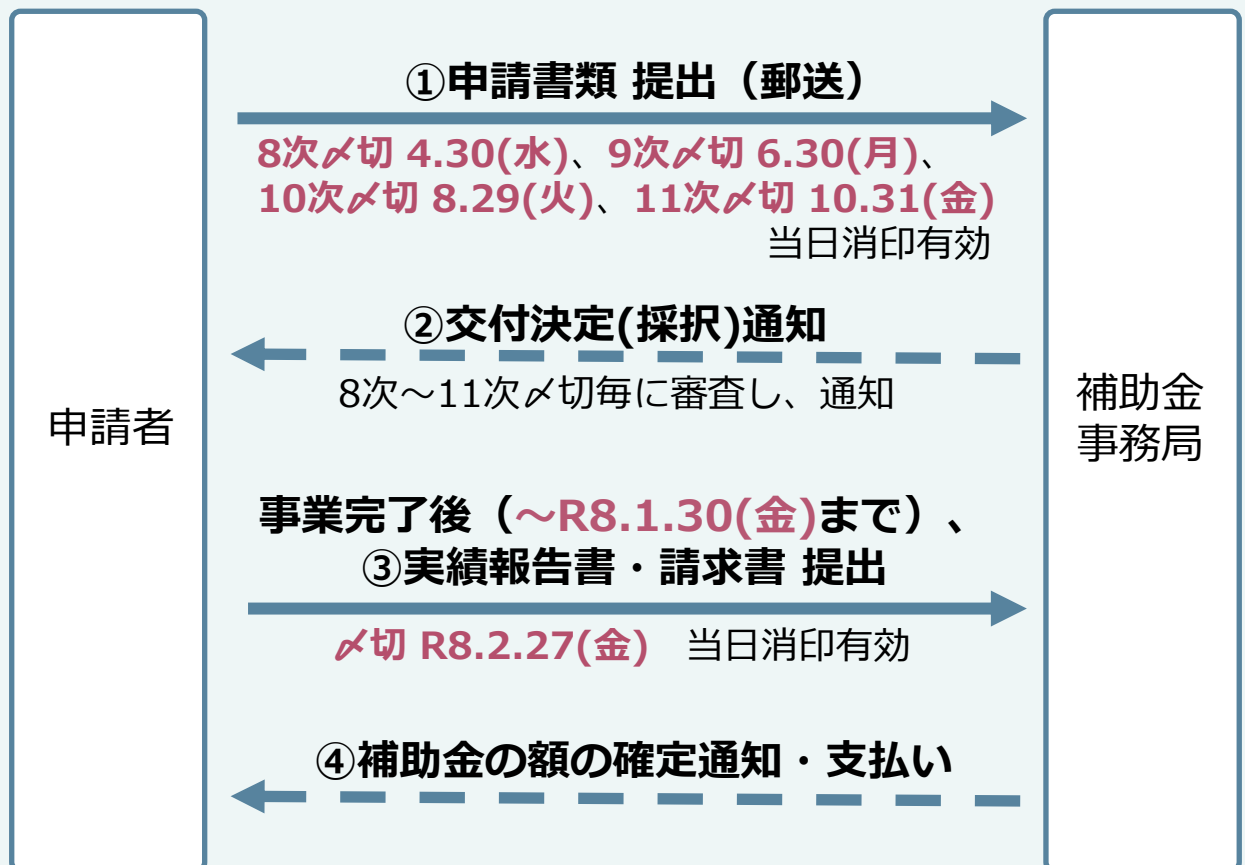 ①申請書類 提出（郵送）
8次〆切 4.30(水)、9次〆切 6.30(月)、
10次〆切 8.29(火)、11次〆切 10.31(金)
当日消印有効
②交付決定(採択)通知
8次～11次〆切毎に審査し、通知
申請者
補助金
事務局
事業完了後（～R8.1.30(金)まで）、
③実績報告書・請求書 提出
〆切 R8.2.27(金)　当日消印有効
④補助金の額の確定通知・支払い